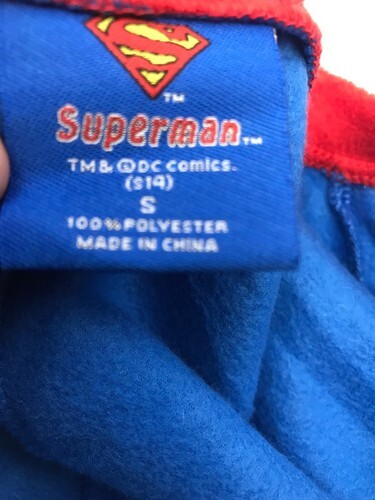 S
TM
Superman TM
TM & © DC comics.
(s14)
S
100% POLYESTER
MADE IN CHINA